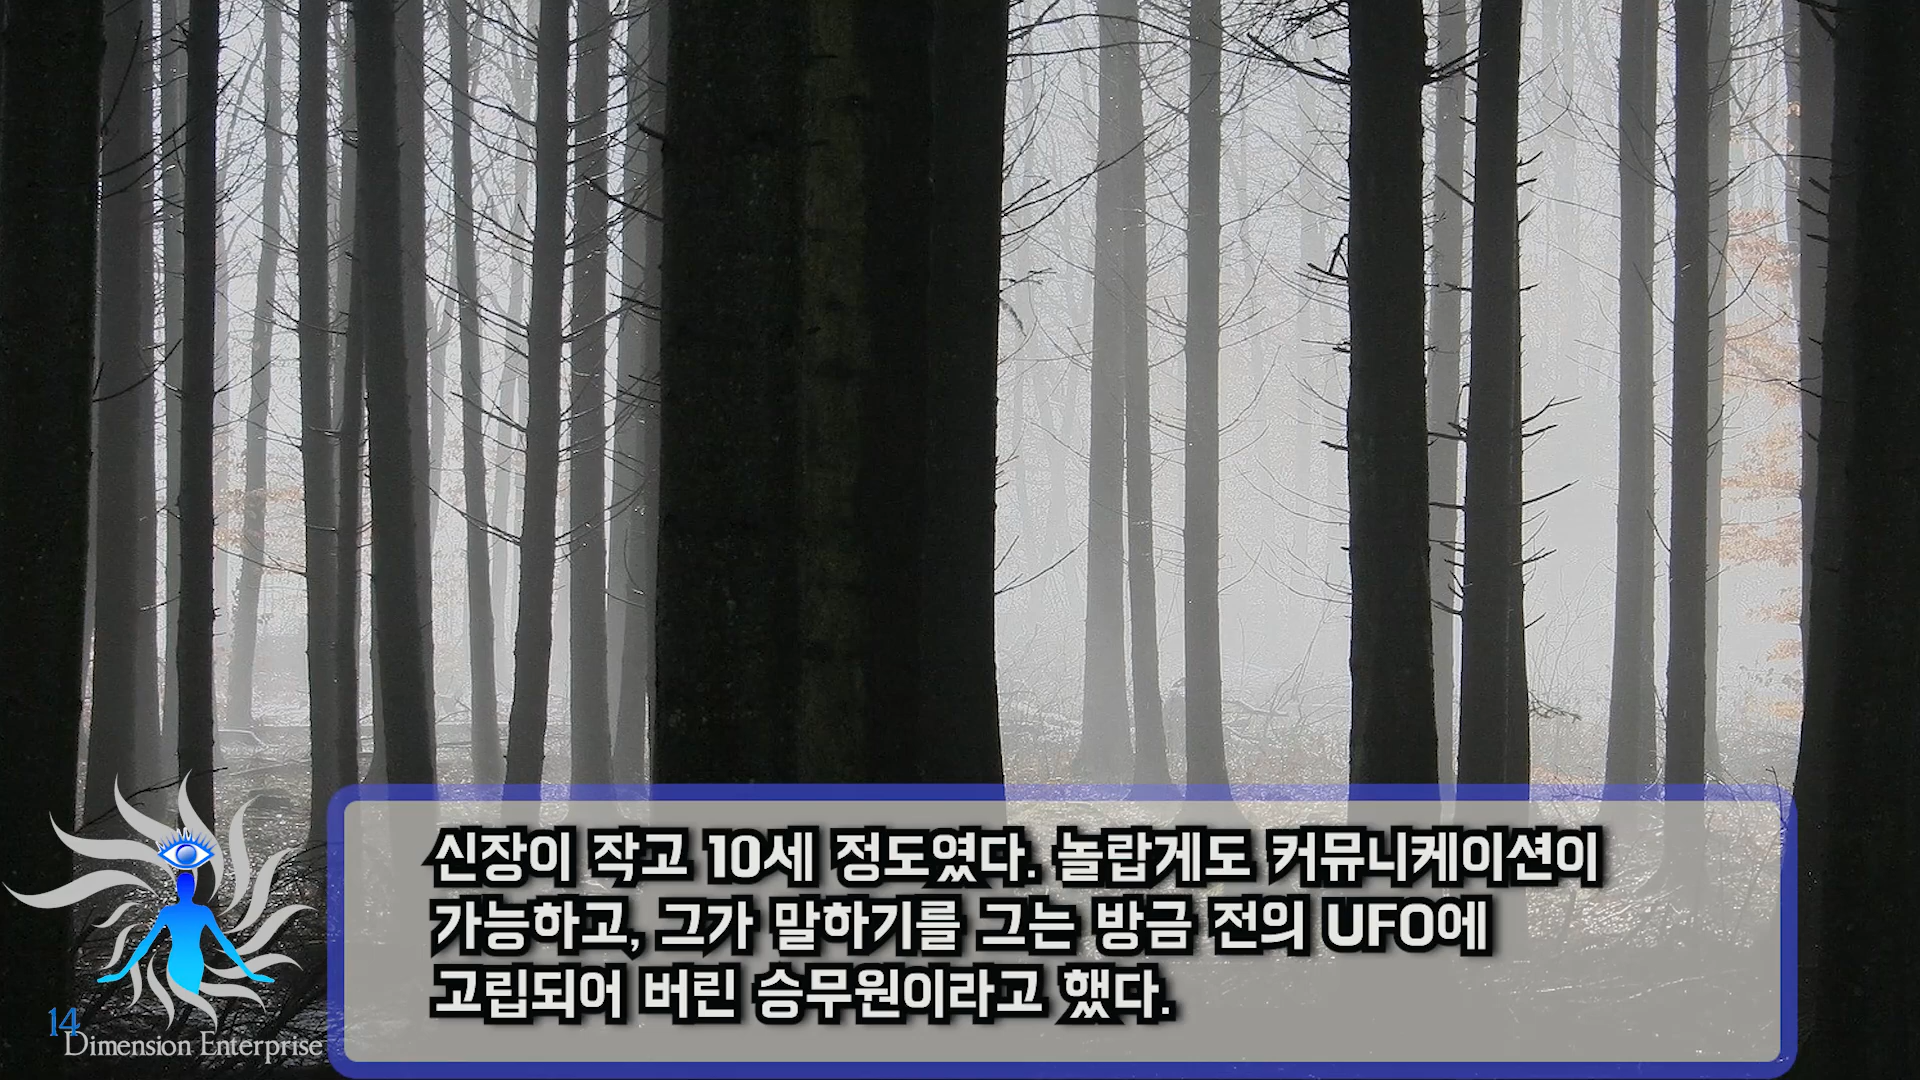 신장이 작고 10세 정도였다. 놀랍게도 커뮤니케이션이
가능하고, 그가 말하기를 그는 방금 전의 UFO에
고립되어 버린 승무원이라고 했다.
14
Dimension Enterprise